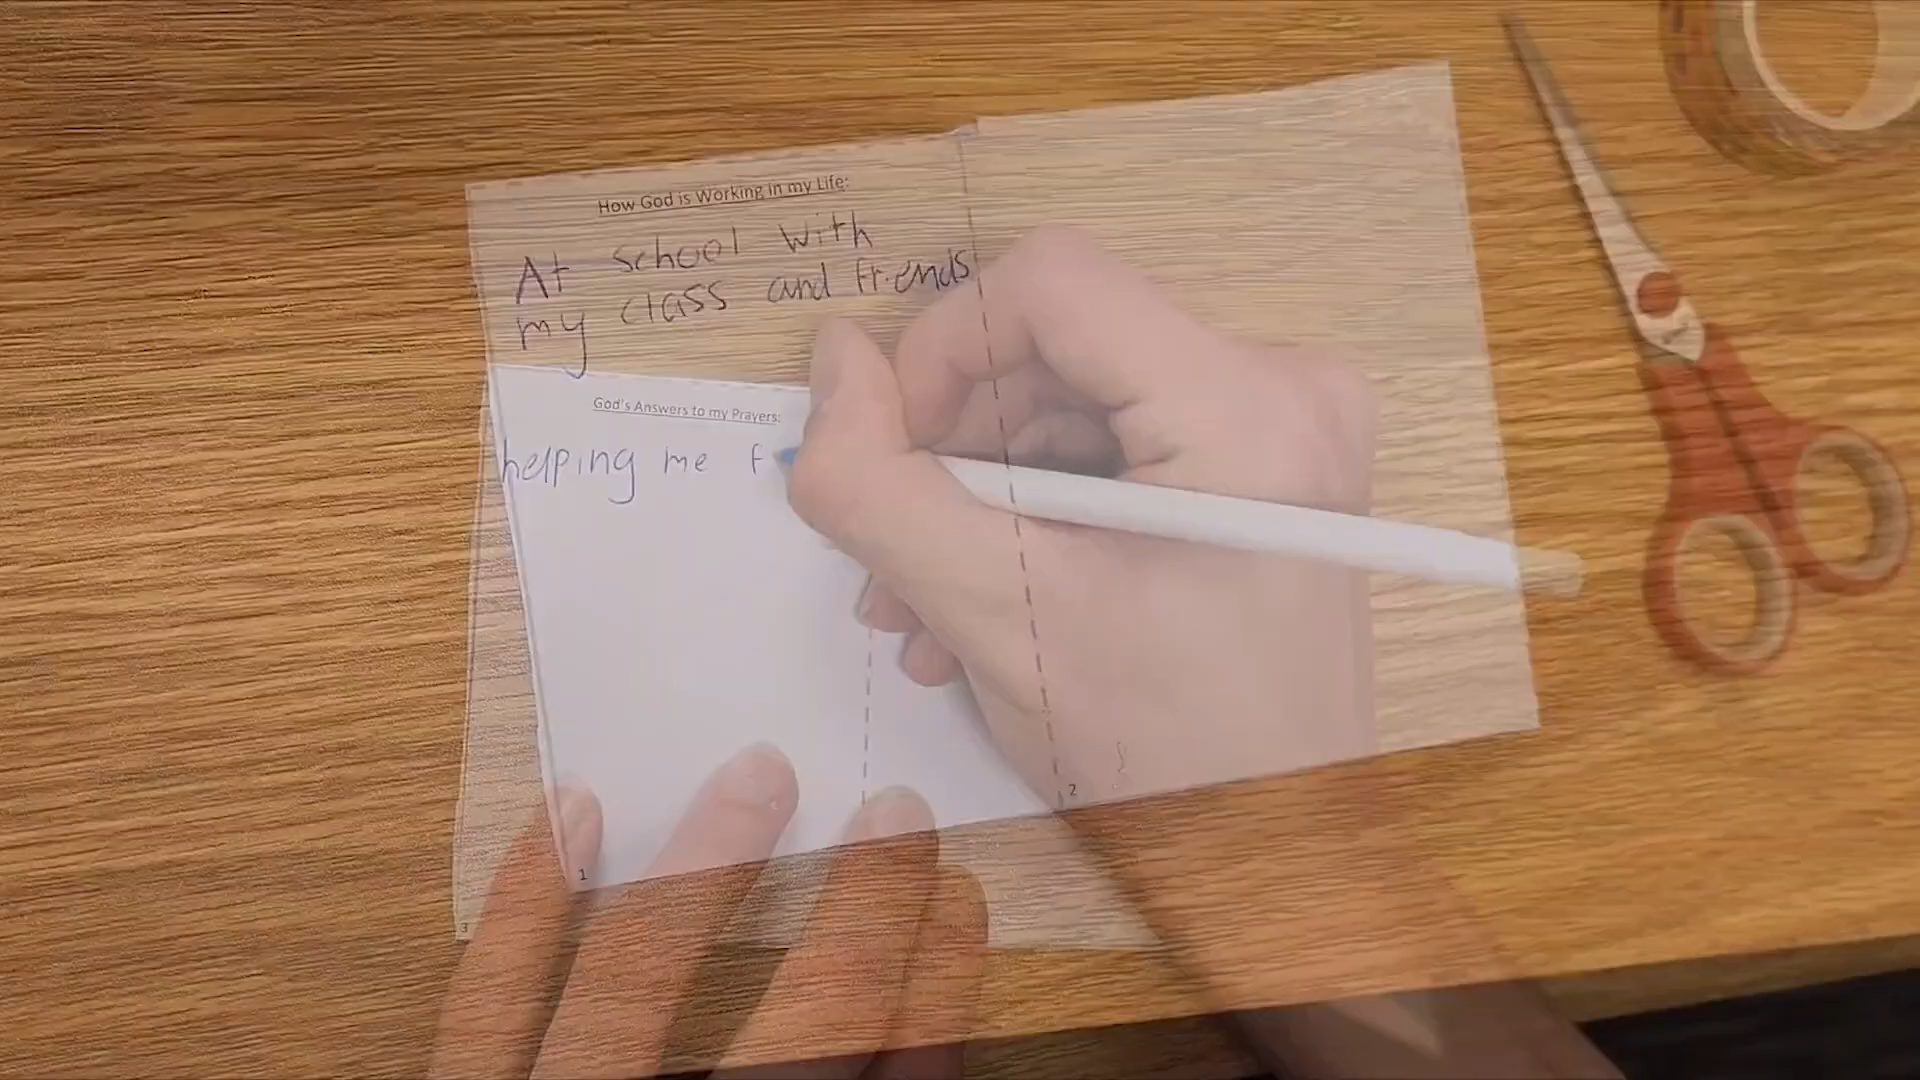 How God is Working in my Life:
At school with
my class and friends
God's Answers to my Prayers:
helping me f
1
2
3